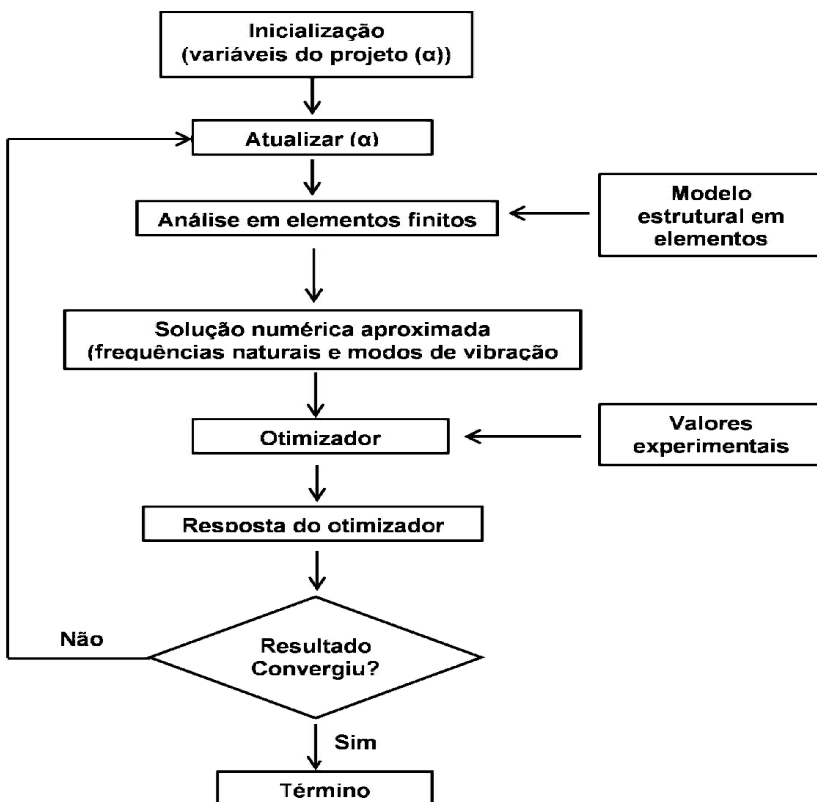 Inicialização
(variáveis do projeto (α))
Atualizar (α)
Análise em elementos finitos
Modelo
estrutural em
elementos
Solução numérica aproximada
(frequências naturais e modos de vibração
Otimizador
Valores
experimentais
Resposta do otimizador
Resultado
Convergiu?
Não
Sim
Término